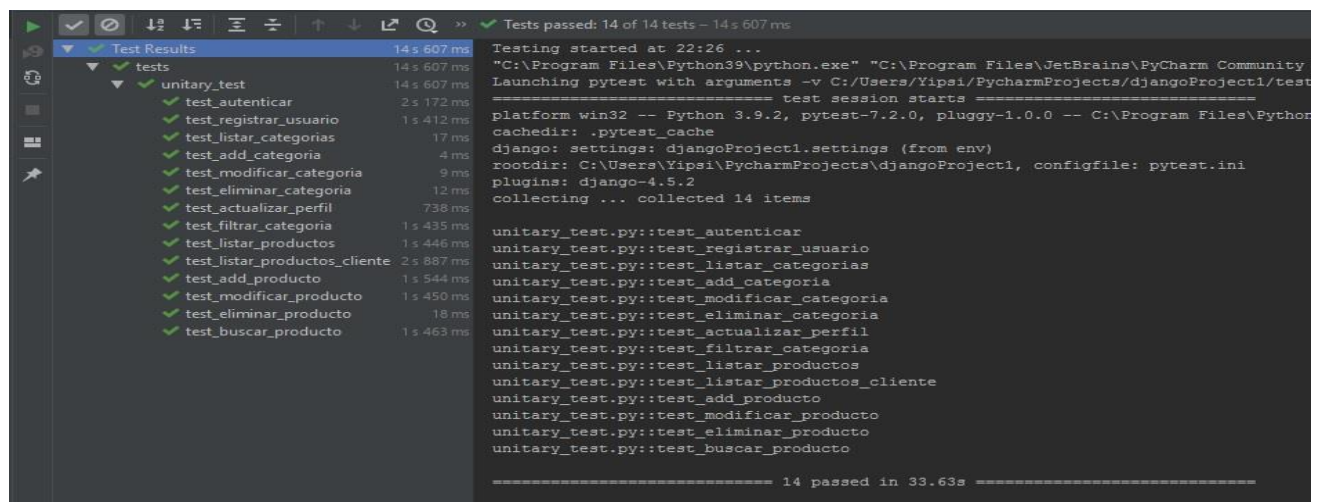 Tests passed: 14 of 14 tests – 14 s 607 ms
Test Results 14 s 607 ms
tests 14 s 607 ms
unitary_test 14 s 607 ms
test_autenticar 2 s 172 ms
test_registrar_usuario 1 s 412 ms
test_listar_categorias 17 ms
test_add_categoria 4 ms
test_modificar_categoria 9 ms
test_eliminar_categoria 12 ms
test_actualizar_perfil 738 ms
test_filtrar_categoria 1 s 435 ms
test_listar_productos 1 s 446 ms
test_listar_productos_cliente 2 s 887 ms
test_add_producto 1 s 544 ms
test_modificar_producto 1 s 450 ms
test_eliminar_producto 18 ms
test_buscar_producto 1 s 463 ms
Testing started at 22:26 ...
"C:\Program Files\Python39\python.exe" "C:\Program Files\JetBrains\PyCharm Community
Launching pytest with arguments -v C:/Users/Yipsi/PycharmProjects/djangoProject1/test
============================= test session starts =============================
platform win32 -- Python 3.9.2, pytest-7.2.0, pluggy-1.0.0 -- C:\Program Files\Python
cachedir: .pytest_cache
django: settings: djangoProject1.settings (from env)
rootdir: C:\Users\Yipsi\PycharmProjects\djangoProject1, configfile: pytest.ini
plugins: django-4.5.2
collecting ... collected 14 items
unitary_test.py::test_autenticar
unitary_test.py::test_registrar_usuario
unitary_test.py::test_listar_categorias
unitary_test.py::test_add_categoria
unitary_test.py::test_modificar_categoria
unitary_test.py::test_eliminar_categoria
unitary_test.py::test_actualizar_perfil
unitary_test.py::test_filtrar_categoria
unitary_test.py::test_listar_productos
unitary_test.py::test_listar_productos_cliente
unitary_test.py::test_add_producto
unitary_test.py::test_modificar_producto
unitary_test.py::test_eliminar_producto
unitary_test.py::test_buscar_producto
============================= 14 passed in 33.63s =============================